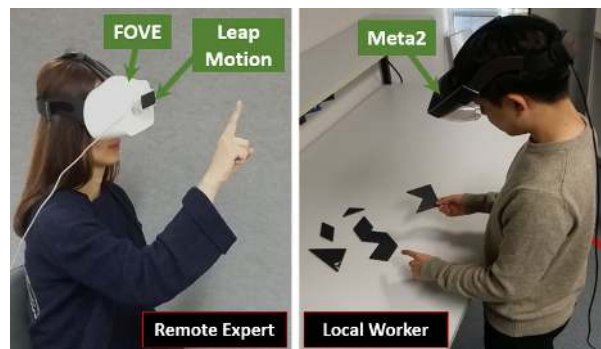 FOVE
Leap
Motion
Meta2
Remote Expert
Local Worker